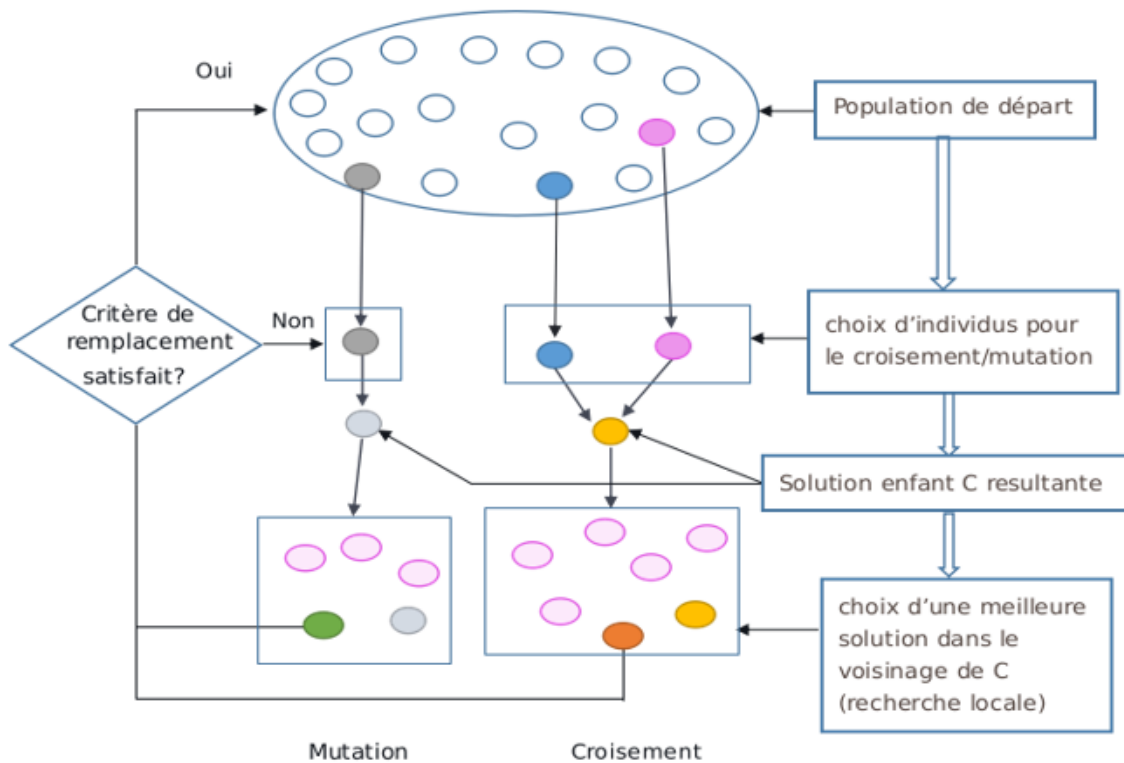 Oui
Population de départ
Critère de
remplacement
satisfait?
Non
choix d'individus pour
le croisement/mutation
Solution enfant C resultante
choix d'une meilleure
solution dans le
voisinage de C
(recherche locale)
Mutation
Croisement